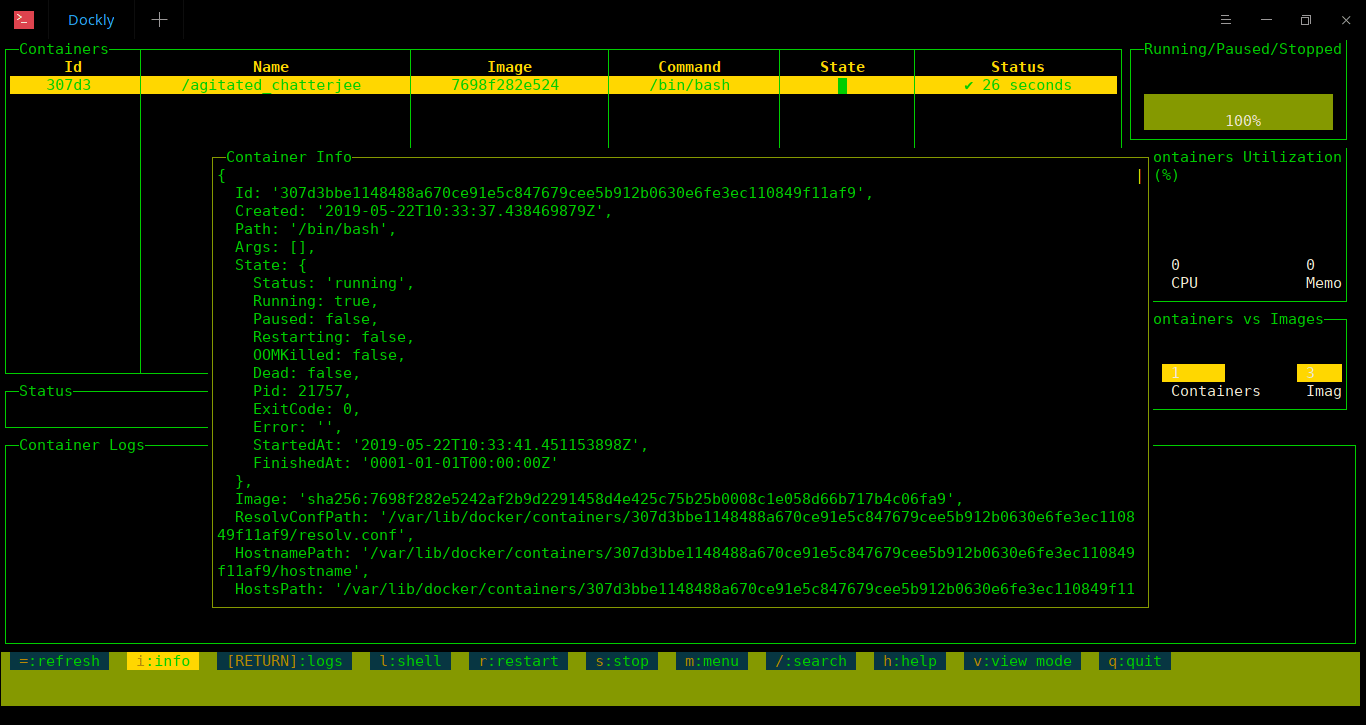 Dockly
Containers
Id Name Image Command State Status
307d3 /agitated_chatterjee 7698f282e524 /bin/bash ✔ 26 seconds
Running/Paused/Stopped
100%
Container Info
{
Id: '307d3bbe1148488a670ce91e5c847679cee5b912b0630e6fe3ec110849f11af9',
Created: '2019-05-22T10:33:37.438469879Z',
Path: '/bin/bash',
Args: [],
State: {
Status: 'running',
Running: true,
Paused: false,
Restarting: false,
OOMKilled: false,
Dead: false,
Pid: 21757,
ExitCode: 0,
Error: '',
StartedAt: '2019-05-22T10:33:41.451153898Z',
FinishedAt: '0001-01-01T00:00:00Z'
},
Image: 'sha256:7698f282e5242af2b9d2291458d4e425c75b25b0008c1e058d66b717b4c06fa9',
ResolvConfPath: '/var/lib/docker/containers/307d3bbe1148488a670ce91e5c847679cee5b912b0630e6fe3ec1108
49f11af9/resolv.conf',
HostnamePath: '/var/lib/docker/containers/307d3bbe1148488a670ce91e5c847679cee5b912b0630e6fe3ec110849
f11af9/hostname',
HostsPath: '/var/lib/docker/containers/307d3bbe1148488a670ce91e5c847679cee5b912b0630e6fe3ec110849f11
ontainers Utilization
(%)
0 0
CPU Memo
ontainers vs Images
1 3
Containers Imag
Status
Container Logs
=:refresh i:info [RETURN]:logs l:shell r:restart s:stop m:menu /:search h:help v:view mode q:quit